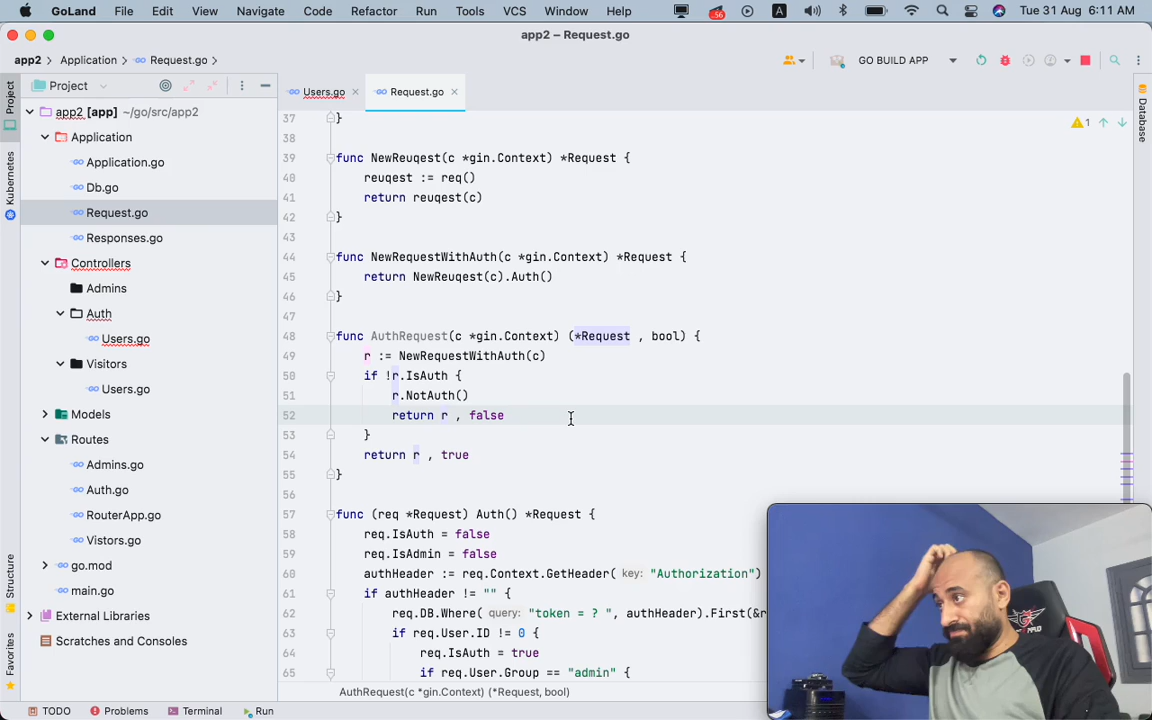 GoLand File Edit View Navigate Code Refactor Run Tools VCS Window Help 56 A Tue 31 Aug 6:11 AM
app2 – Request.go
app2 Application Request.go GO BUILD APP
Project Users.go Request.go
app2 [app] ~/go/src/app2
Application
Application.go
Db.go
Request.go
Responses.go
Controllers
Admins
Auth
Users.go
Visitors
Users.go
Models
Routes
Admins.go
Auth.go
RouterApp.go
Vistors.go
go.mod
main.go
External Libraries
Scratches and Consoles
Project
Kubernetes
Structure
Favorites
Database
1
37 }
38
39 func NewReuqest(c *gin.Context) *Request {
40 reuqest := req()
41 return reuqest(c)
42 }
43
44 func NewRequestWithAuth(c *gin.Context) *Request {
45 return NewReuqest(c).Auth()
46 }
47
48 func AuthRequest(c *gin.Context) (*Request , bool) {
49 r := NewRequestWithAuth(c)
50 if !r.IsAuth {
51 r.NotAuth()
52 return r , false
53 }
54 return r , true
55 }
56
57 func (req *Request) Auth() *Request {
58 req.IsAuth = false
59 req.IsAdmin = false
60 authHeader := req.Context.GetHeader( key: "Authorization")
61 if authHeader != "" {
62 req.DB.Where( query: "token = ? ", authHeader).First(&r
63 if req.User.ID != 0 {
64 req.IsAuth = true
65 if req.User.Group == "admin" {
AuthRequest(c *gin.Context) (*Request, bool)
TODO Problems Terminal Run